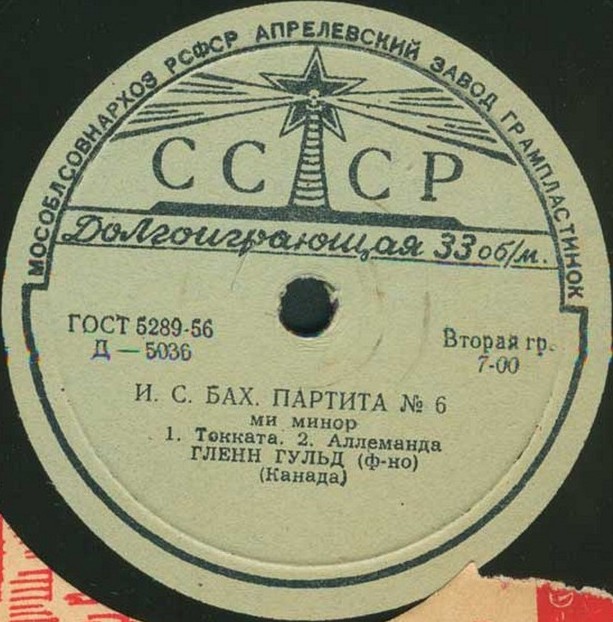 МОСОБЛСОВНАРХОЗ РСФСР АПРЕЛЕВСКИЙ ЗАВОД ГРАМПЛАСТИНОК
СССР
Долгоиграющая 33 об/м.
ГОСТ 5289-56
Д — 5036
Вторая гр.
7-00
И. С. БАХ. ПАРТИТА № 6
ми минор
1. Токката. 2. Аллеманда
ГЛЕНН ГУЛЬД (ф-но)
(Канада)